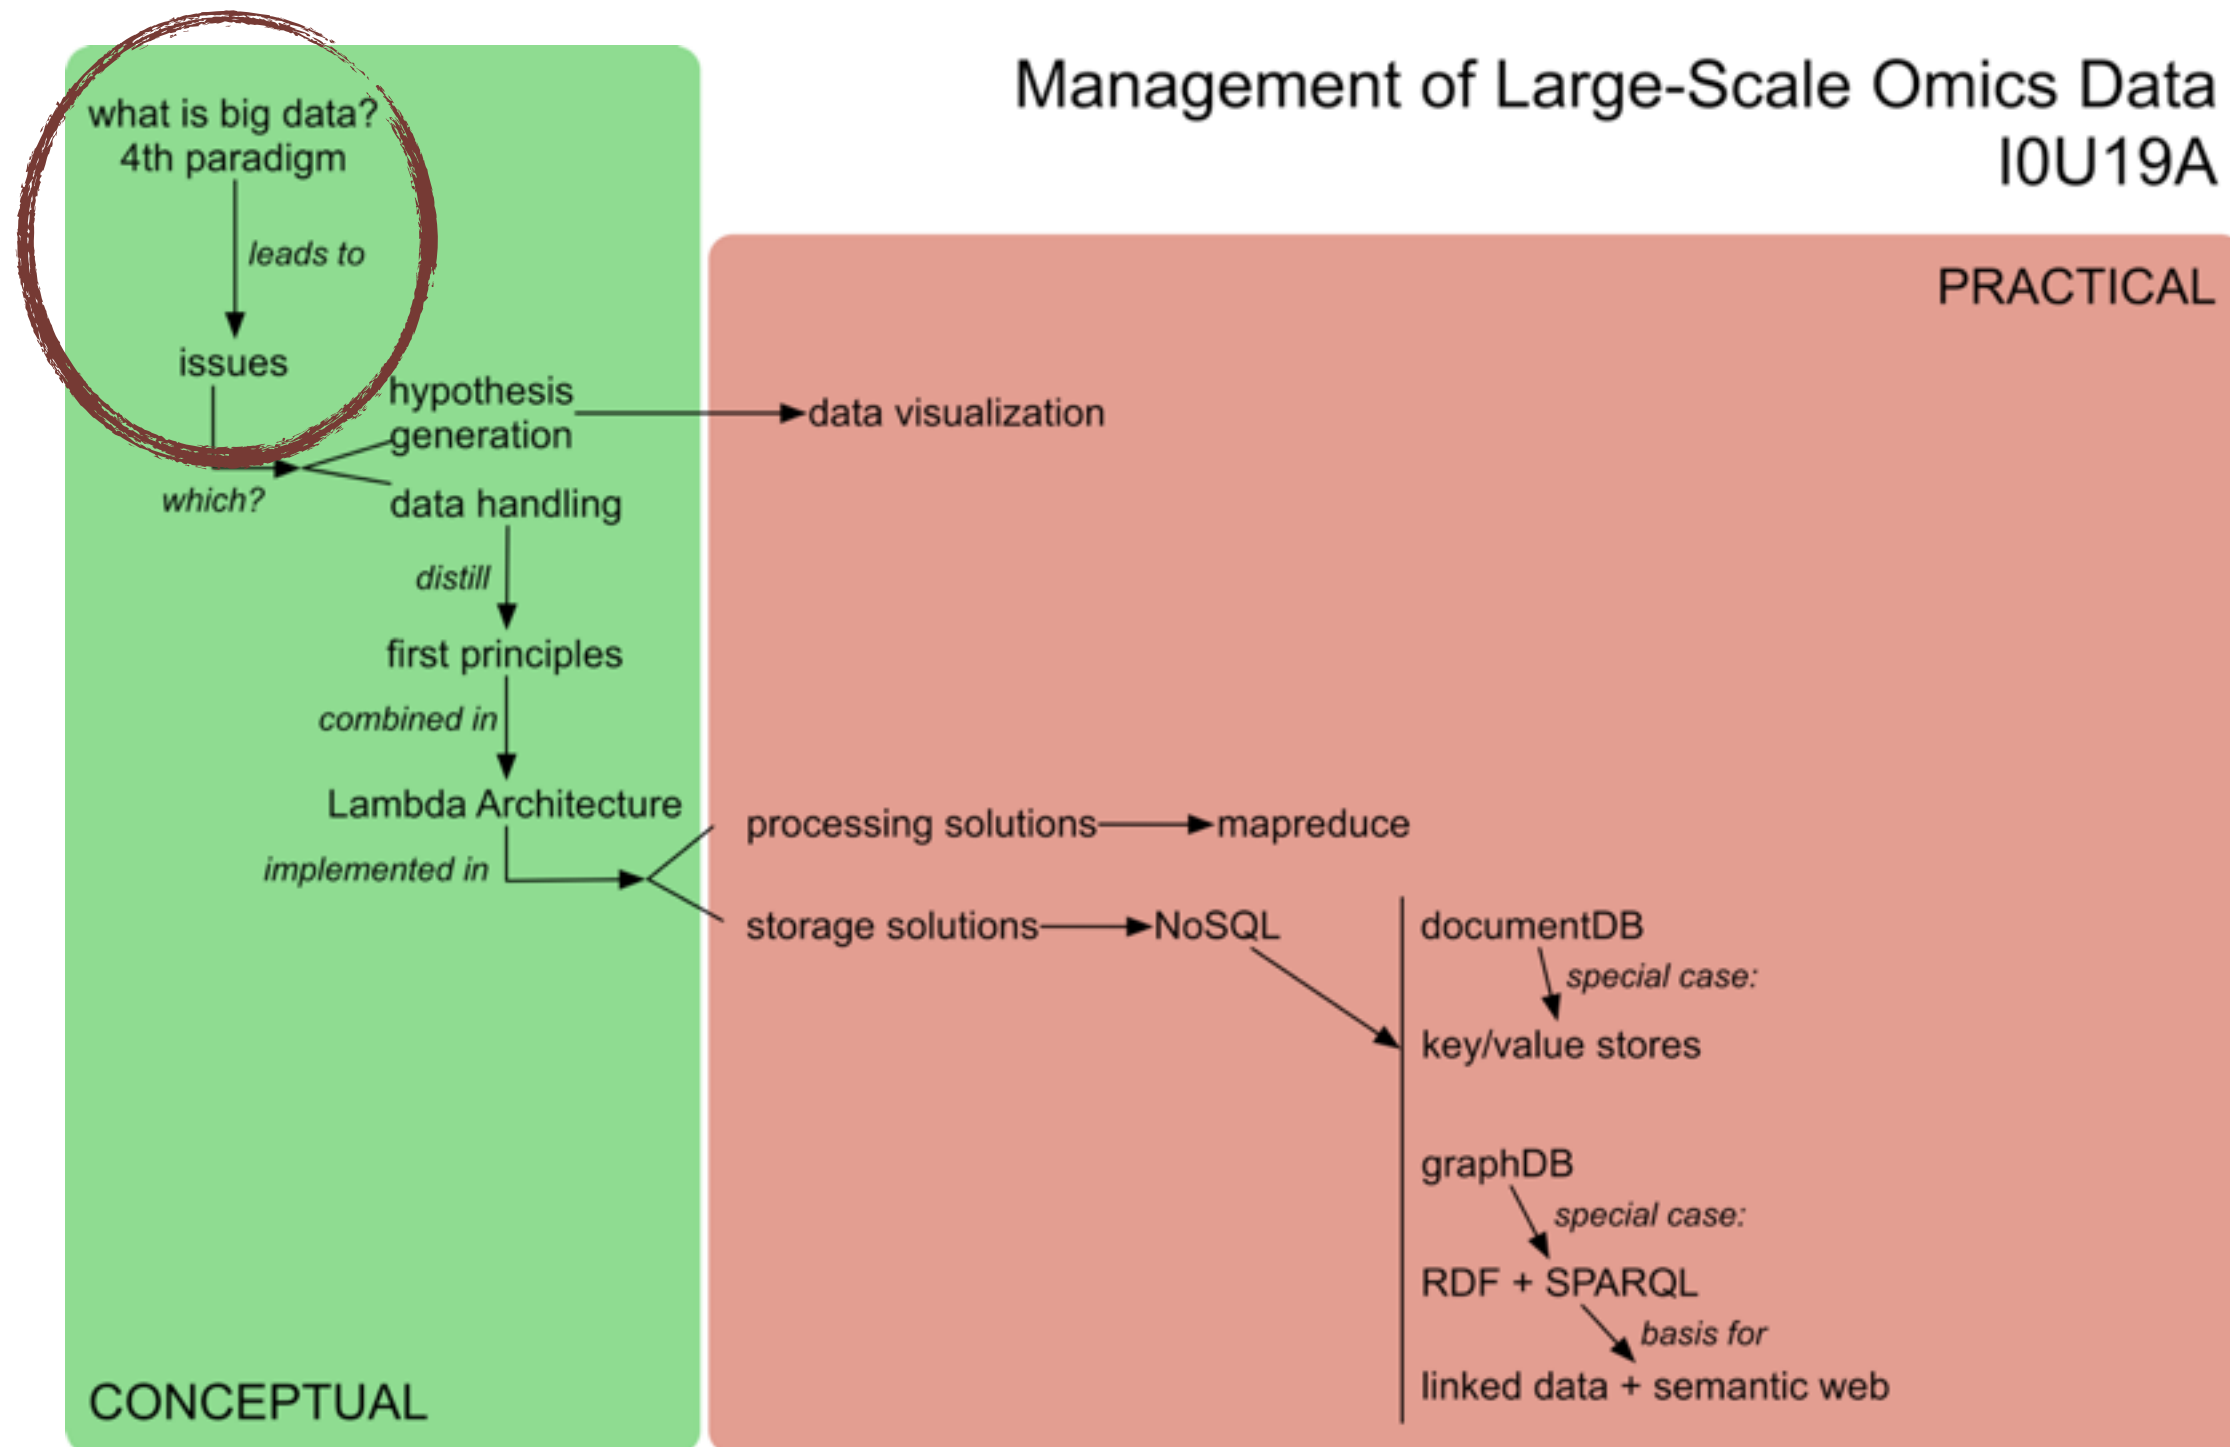 what is big data?
4th paradigm
leads to
issues
which?
hypothesis
generation
data handling
distill
first principles
combined in
Lambda Architecture
implemented in
CONCEPTUAL
Management of Large-Scale Omics Data
I0U19A
PRACTICAL
data visualization
processing solutions
mapreduce
storage solutions
NoSQL
documentDB
special case:
key/value stores
graphDB
special case:
RDF + SPARQL
basis for
linked data + semantic web